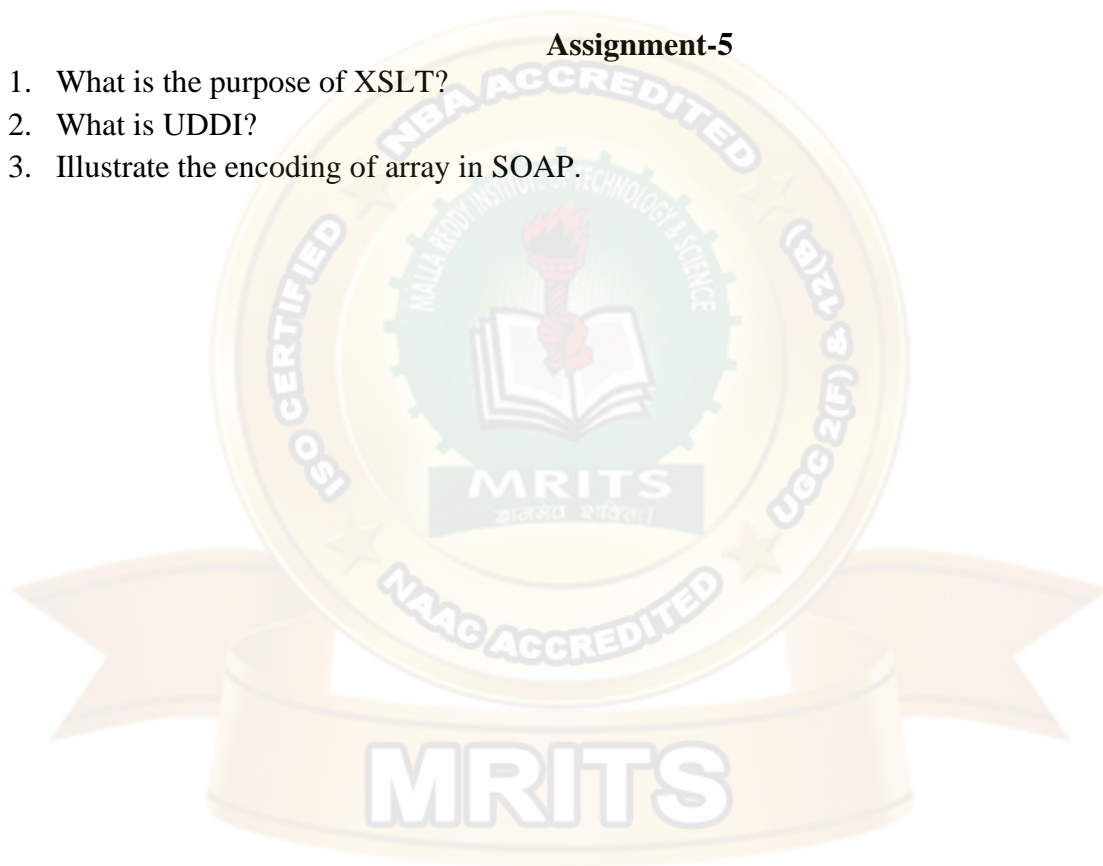 Assignment-5
1. What is the purpose of XSLT?
2. What is UDDI?
3. Illustrate the encoding of array in SOAP.
NBA ACCREDITED
ISO CERTIFIED
UGC 2(F) & 12(B)
MALLA REDDY INSTITUTE OF TECHNOLOGY & SCIENCE
MRITS
ज्ञानमेव शक्तिः।
NAAC ACCREDITED
MRITS